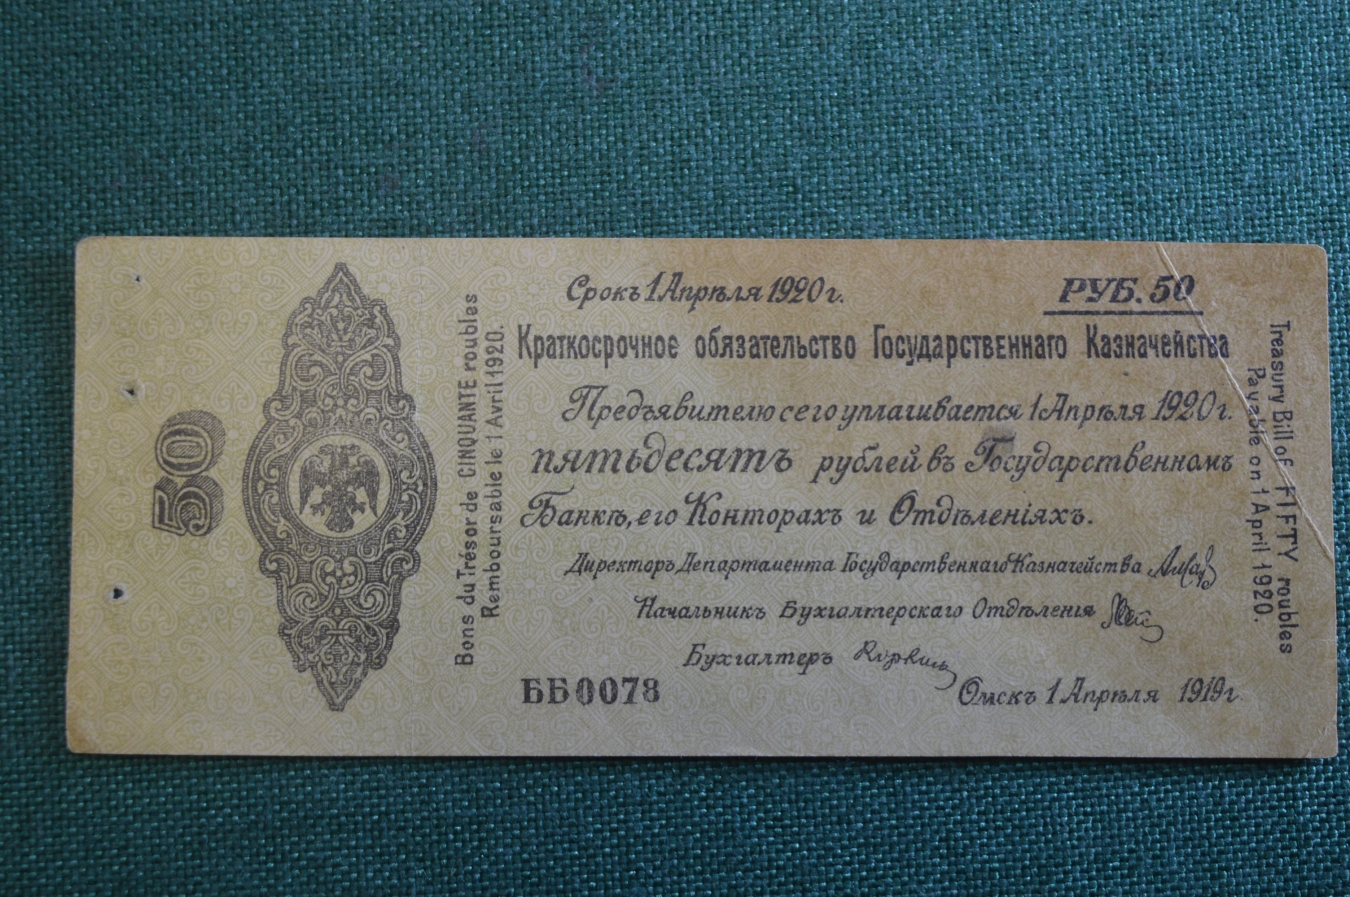 50
Bons du Trésor de CINQUANTE roubles
Remboursable le 1 Avril 1920.
Срокъ 1 Апрѣля 1920 г.
РУБ. 50
Краткосрочное обязательство Государственнаго Казначейства
Предъявителю сего уплачивается 1 Апрѣля 1920 г.
пятьдесятъ рублей въ Государственномъ
Банкѣ, его Конторахъ и Отдѣленіяхъ.
Директоръ Департамента Государственнаго Казначейства
Начальникъ Бухгалтерскаго Отдѣленія
Бухгалтеръ
ББ0078
Омскъ 1 Апрѣля 1919 г.
Treasury Bill of FIFTY roubles
Payable on 1 April 1920.